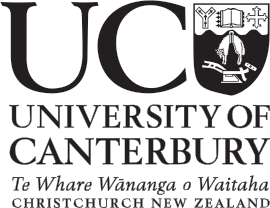 UC
UNIVERSITY OF
CANTERBURY
Te Whare Wānanga o Waitaha
CHRISTCHURCH NEW ZEALAND